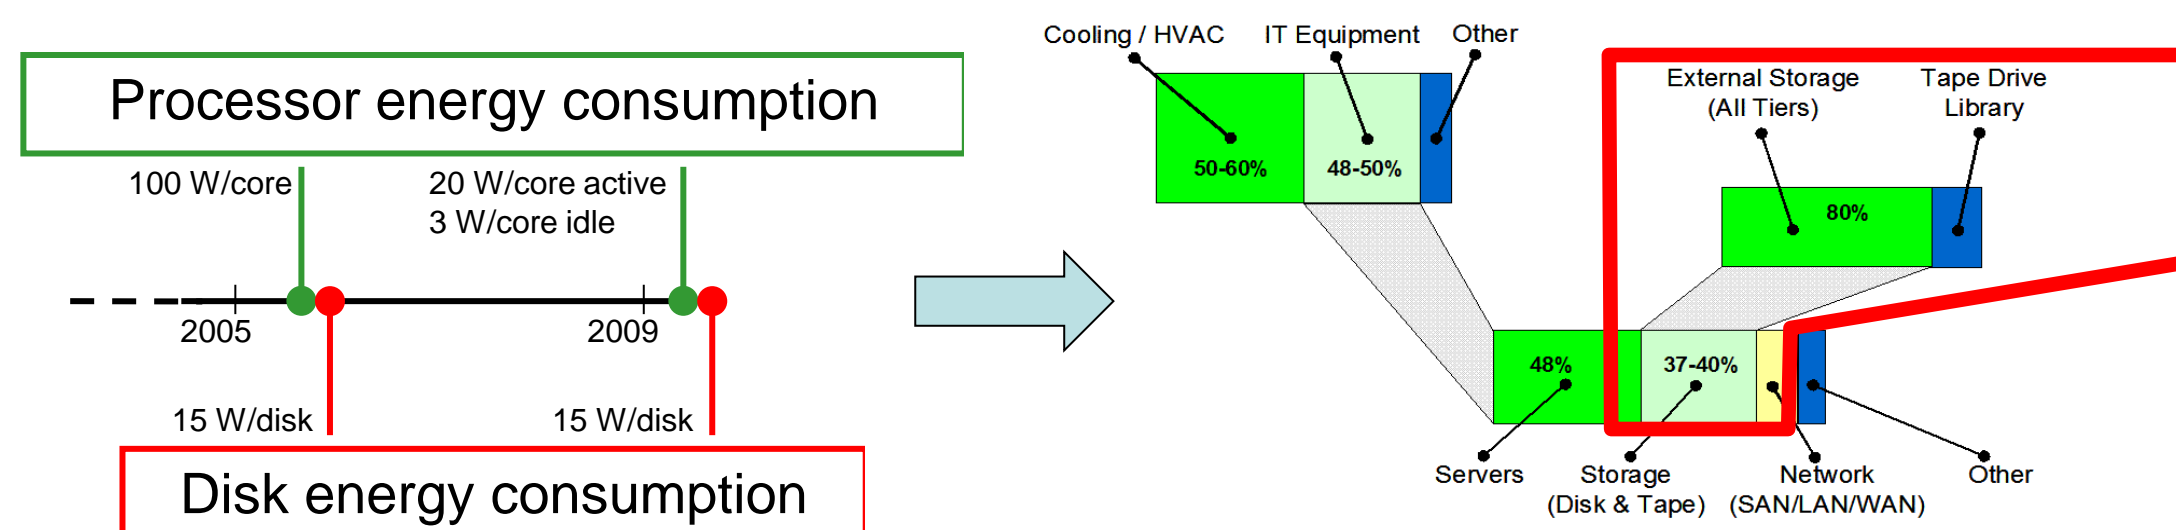 Processor energy consumption
100 W/core
20 W/core active
3 W/core idle
2005
2009
15 W/disk
15 W/disk
Disk energy consumption
Cooling / HVAC
IT Equipment
Other
50-60%
48-50%
External Storage
(All Tiers)
Tape Drive
Library
80%
48%
37-40%
Servers
Storage
(Disk & Tape)
Network
(SAN/LAN/WAN)
Other